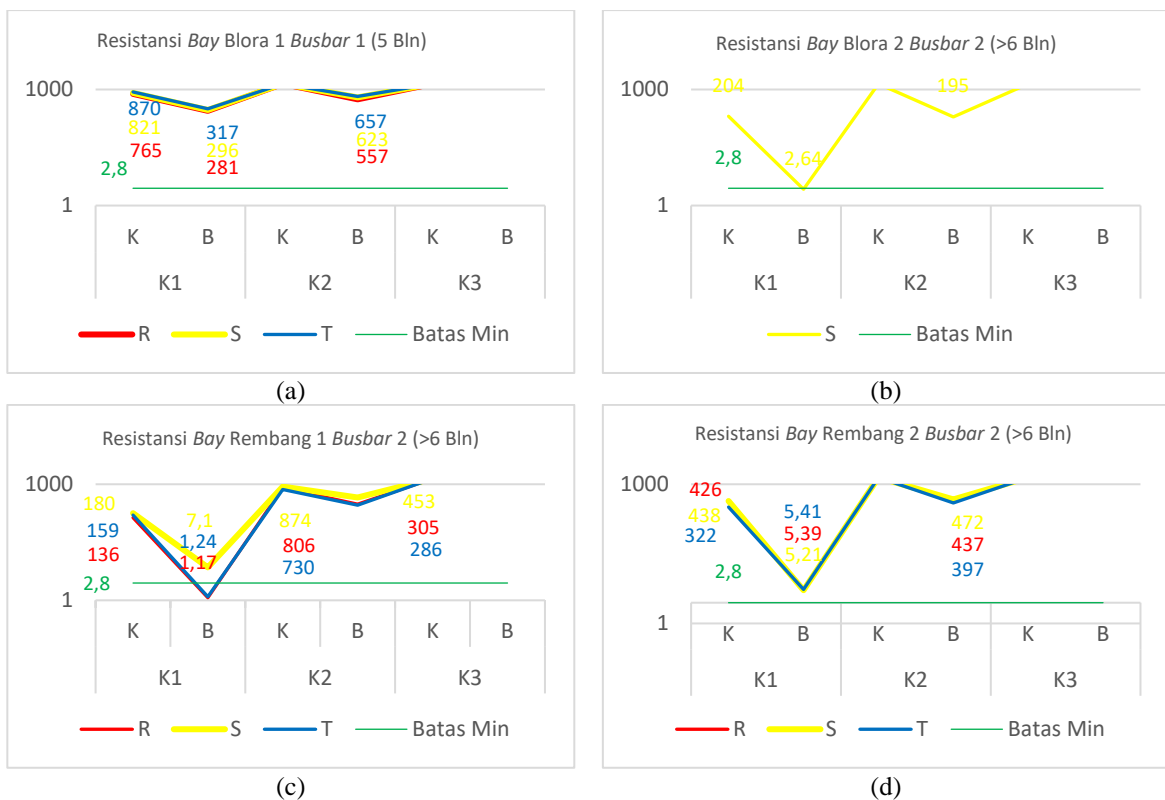 Resistansi Bay Blora 1 Busbar 1 (5 Bln)
1000
870
821
765
317
296
281
657
623
557
2,8
1
K B K B K B
K1 K2 K3
R S T Batas Min
(a)
Resistansi Bay Blora 2 Busbar 2 (>6 Bln)
1000
204
195
2,8
2,64
1
K B K B K B
K1 K2 K3
S Batas Min
(b)
Resistansi Bay Rembang 1 Busbar 2 (>6 Bln)
1000
180
159
136
7,1
1,24
1,17
874
806
730
453
305
286
2,8
1
K B K B K B
K1 K2 K3
R S T Batas Min
(c)
Resistansi Bay Rembang 2 Busbar 2 (>6 Bln)
1000
426
438
322
5,41
5,39
5,21
472
437
397
2,8
1
K B K B K B
K1 K2 K3
R S T Batas Min
(d)